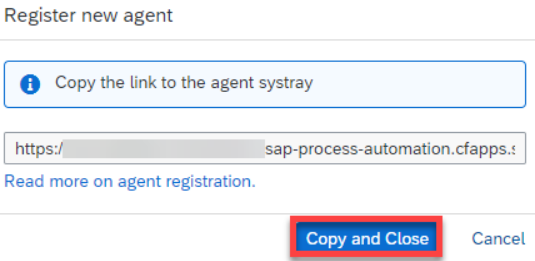 Register new agent
Copy the link to the agent systray
https:/ sap-process-automation.cfapps.s
Read more on agent registration.
Copy and Close Cancel